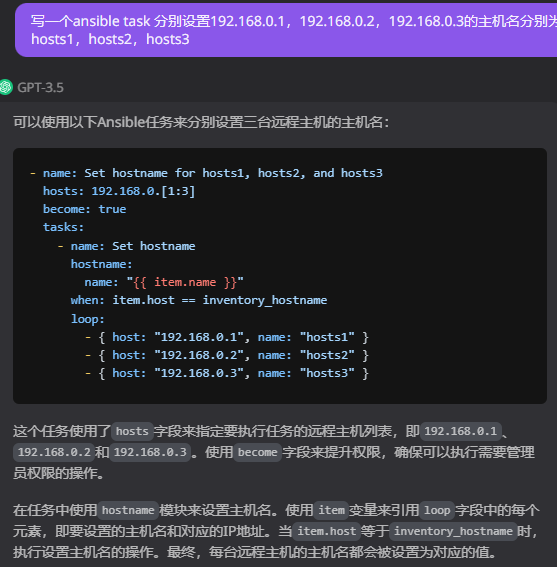 写一个ansible task 分别设置192.168.0.1，192.168.0.2，192.168.0.3的主机名分别为
hosts1，hosts2，hosts3
GPT-3.5
可以使用以下Ansible任务来分别设置三台远程主机的主机名：
- name: Set hostname for hosts1, hosts2, and hosts3
  hosts: 192.168.0.[1:3]
  become: true
  tasks:
    - name: Set hostname
      hostname:
        name: "{{ item.name }}"
      when: item.host == inventory_hostname
      loop:
        - { host: "192.168.0.1", name: "hosts1" }
        - { host: "192.168.0.2", name: "hosts2" }
        - { host: "192.168.0.3", name: "hosts3" }
这个任务使用了hosts字段来指定要执行任务的远程主机列表，即192.168.0.1、
192.168.0.2和192.168.0.3。使用become字段来提升权限，确保可以执行需要管理
员权限的操作。
在任务中使用hostname模块来设置主机名。使用item变量来引用loop字段中的每个
元素，即要设置的主机名和对应的IP地址。当item.host等于inventory_hostname时，
执行设置主机名的操作。最终，每台远程主机的主机名都会被设置为对应的值。